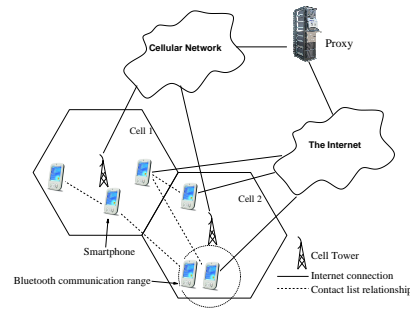 Cellular Network
Proxy
Cell 1
The Internet
Cell 2
Smartphone
Cell Tower
Bluetooth communication range
Internet connection
Contact list relationship